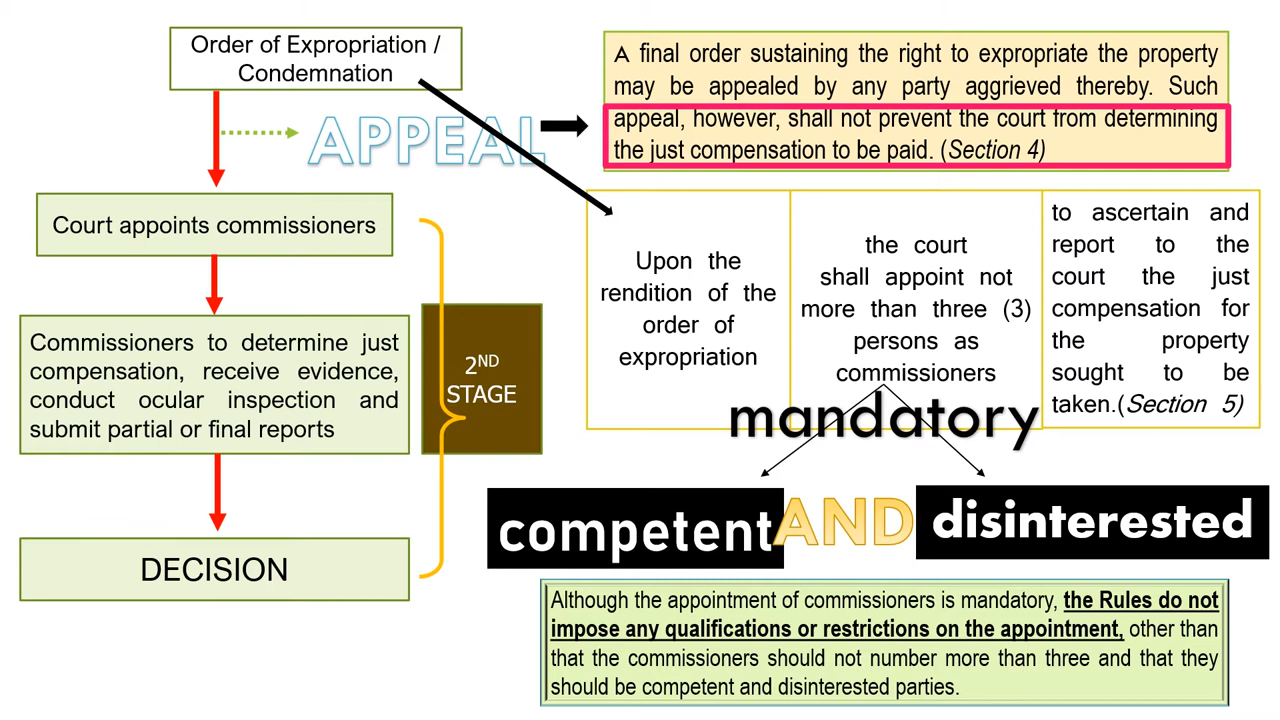 Order of Expropriation /
Condemnation
APPEAL
A final order sustaining the right to expropriate the property
may be appealed by any party aggrieved thereby. Such
appeal, however, shall not prevent the court from determining
the just compensation to be paid. (Section 4)
Court appoints commissioners
Commissioners to determine just
compensation, receive evidence,
conduct ocular inspection and
submit partial or final reports
DECISION
2ND
STAGE
Upon the
rendition of the
order of
expropriation
the court
shall appoint not
more than three (3)
persons as
commissioners
to ascertain and
report to the
court the just
compensation for
the property
sought to be
taken.(Section 5)
mandatory
competent AND disinterested
Although the appointment of commissioners is mandatory, the Rules do not
impose any qualifications or restrictions on the appointment, other than
that the commissioners should not number more than three and that they
should be competent and disinterested parties.